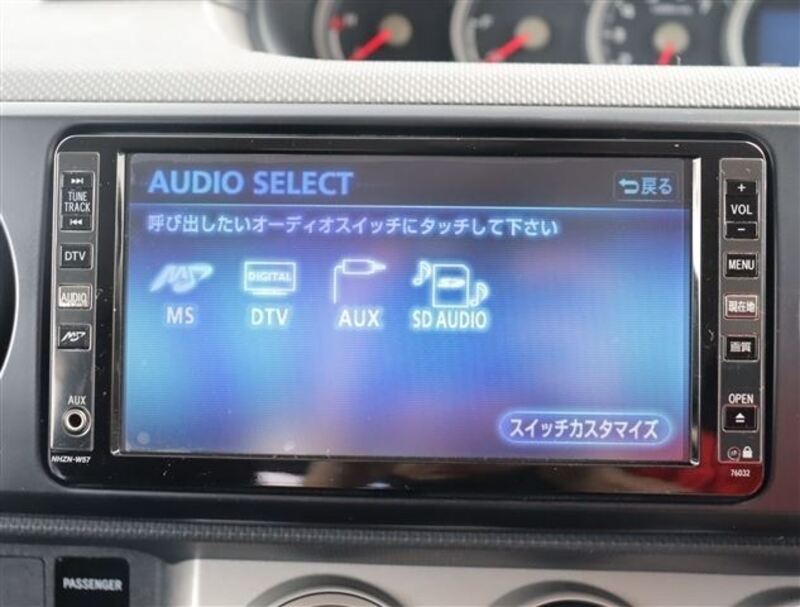 AUDIO SELECT
戻る
呼び出したいオーディオスイッチにタッチして下さい
MS
DIGITAL
DTV
AUX
SD
SD AUDIO
スイッチカスタマイズ
TUNE
TRACK
DTV
AUDIO
MS
AUX
NHZN-W57
+
VOL
-
MENU
現在地
画質
OPEN
76032
PASSENGER